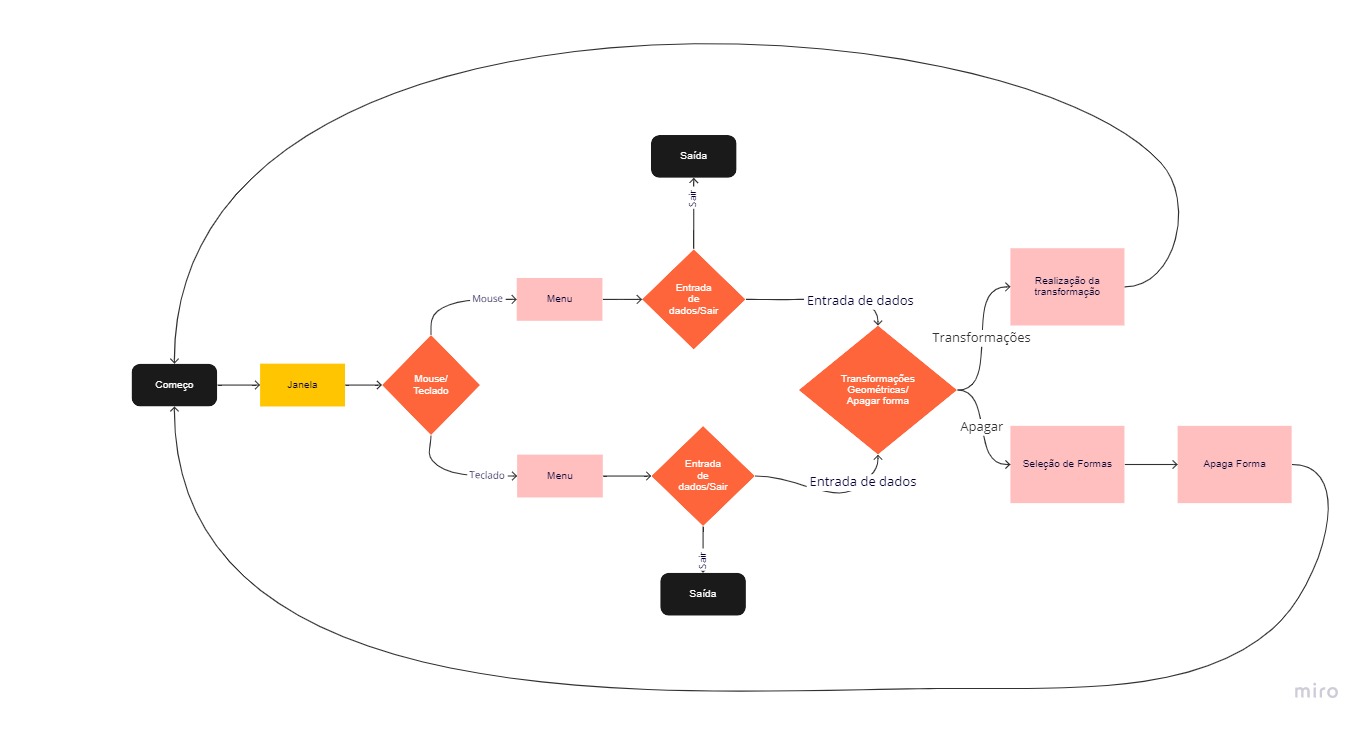 Saída
Sair
Entrada
de
dados/Sair
Mouse
Menu
Entrada de dados
Realização da
transformação
Transformações
Começo
Janela
Mouse/
Teclado
Transformações
Geométricas/
Apagar forma
Apagar
Teclado
Menu
Entrada
de
dados/Sair
Entrada de dados
Seleção de Formas
Apaga Forma
Sair
Saída
miro